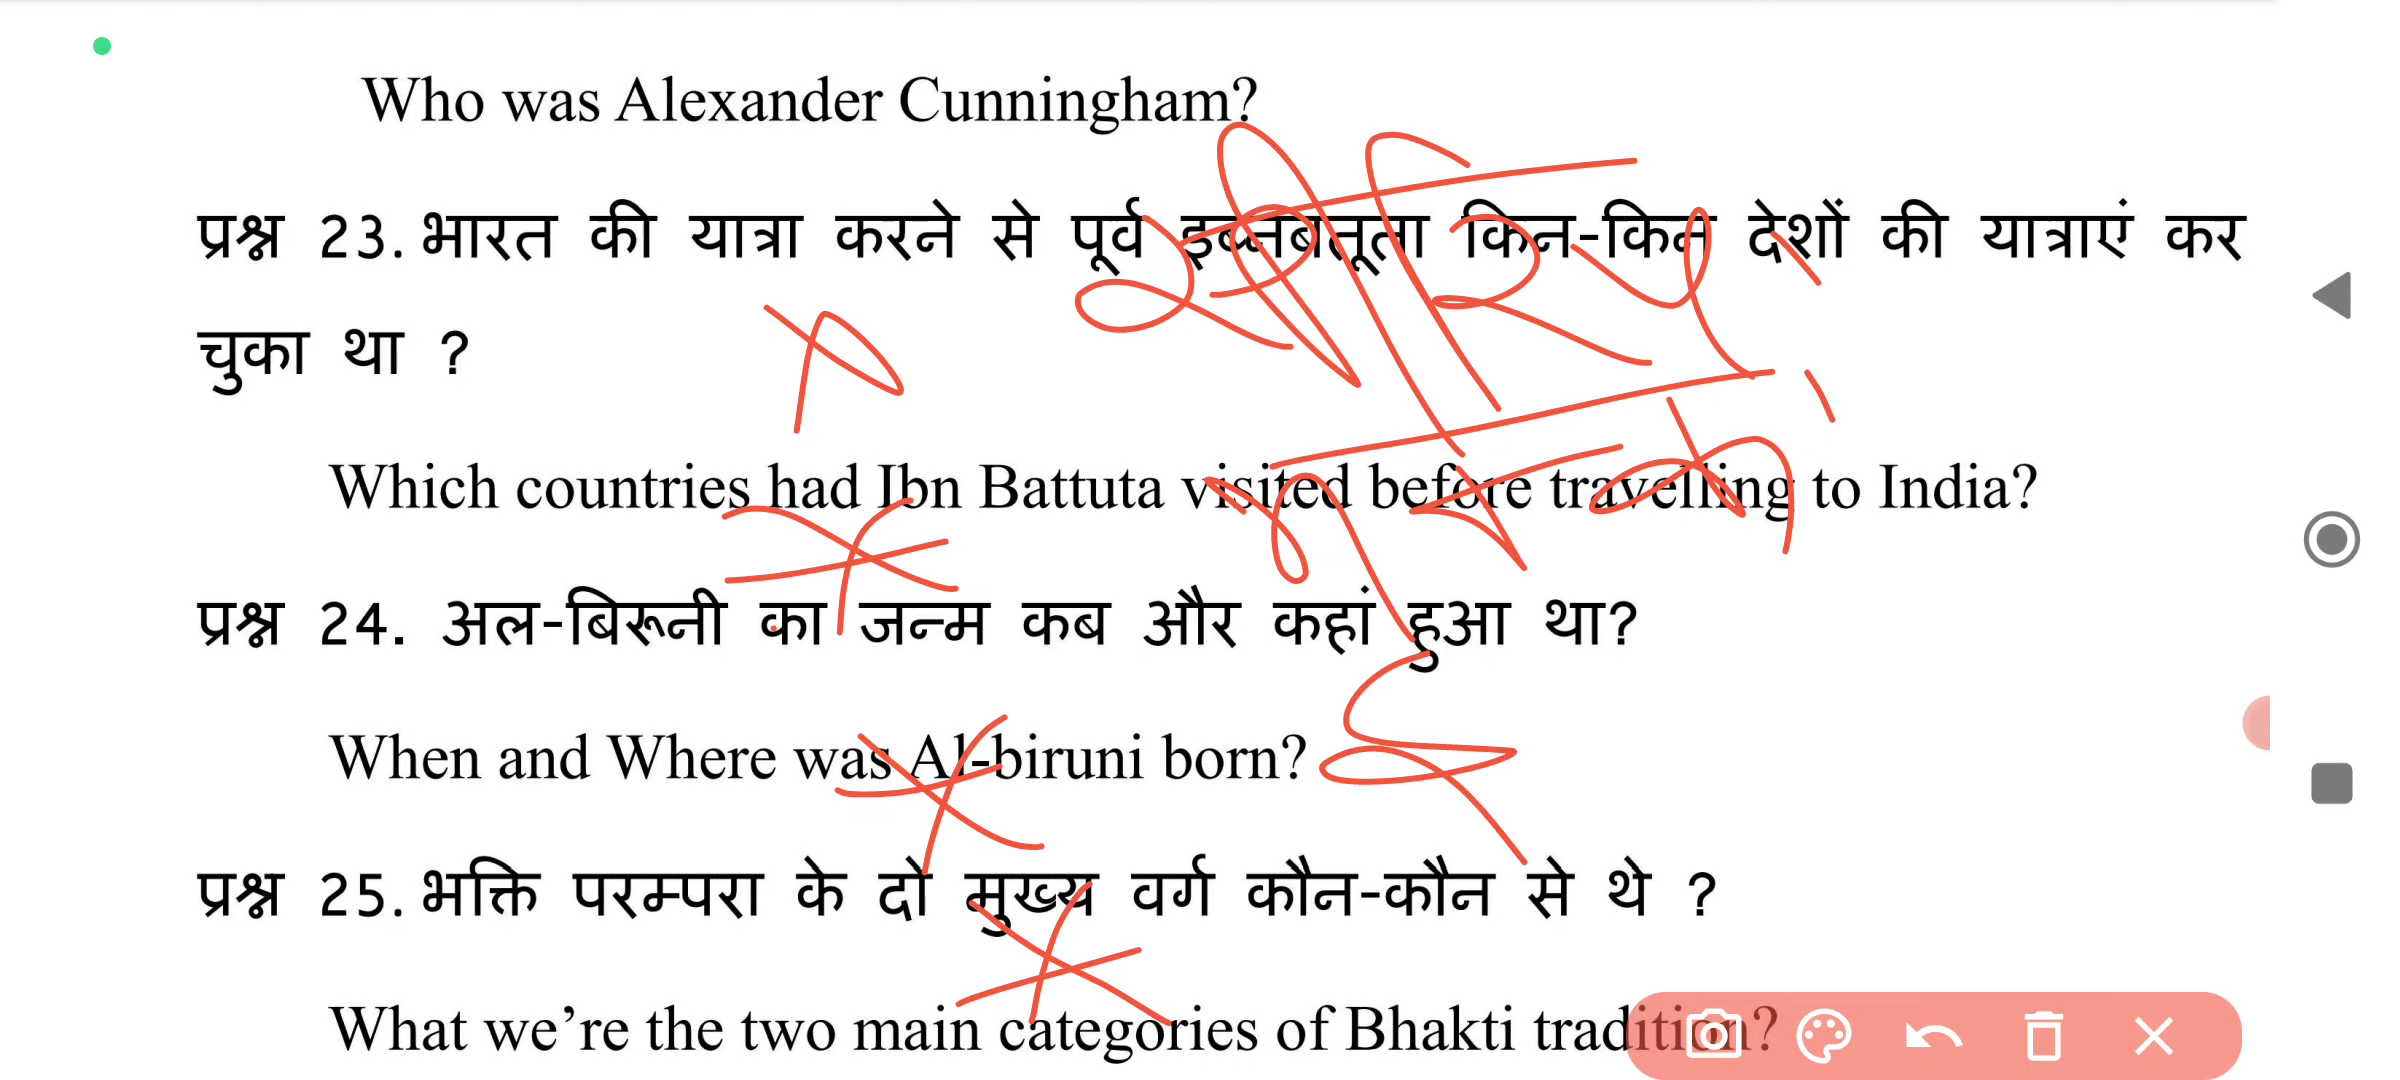 Who was Alexander Cunningham?
प्रश्न 23. भारत की यात्रा करने से पूर्व इब्नबतूता किन-किन देशों की यात्राएं कर
चुका था ?
Which countries had Ibn Battuta visited before travelling to India?
प्रश्न 24. अल-बिरूनी का जन्म कब और कहां हुआ था?
When and Where was Al-biruni born?
प्रश्न 25. भक्ति परम्परा के दो मुख्य वर्ग कौन-कौन से थे ?
What we’re the two main categories of Bhakti tradition?